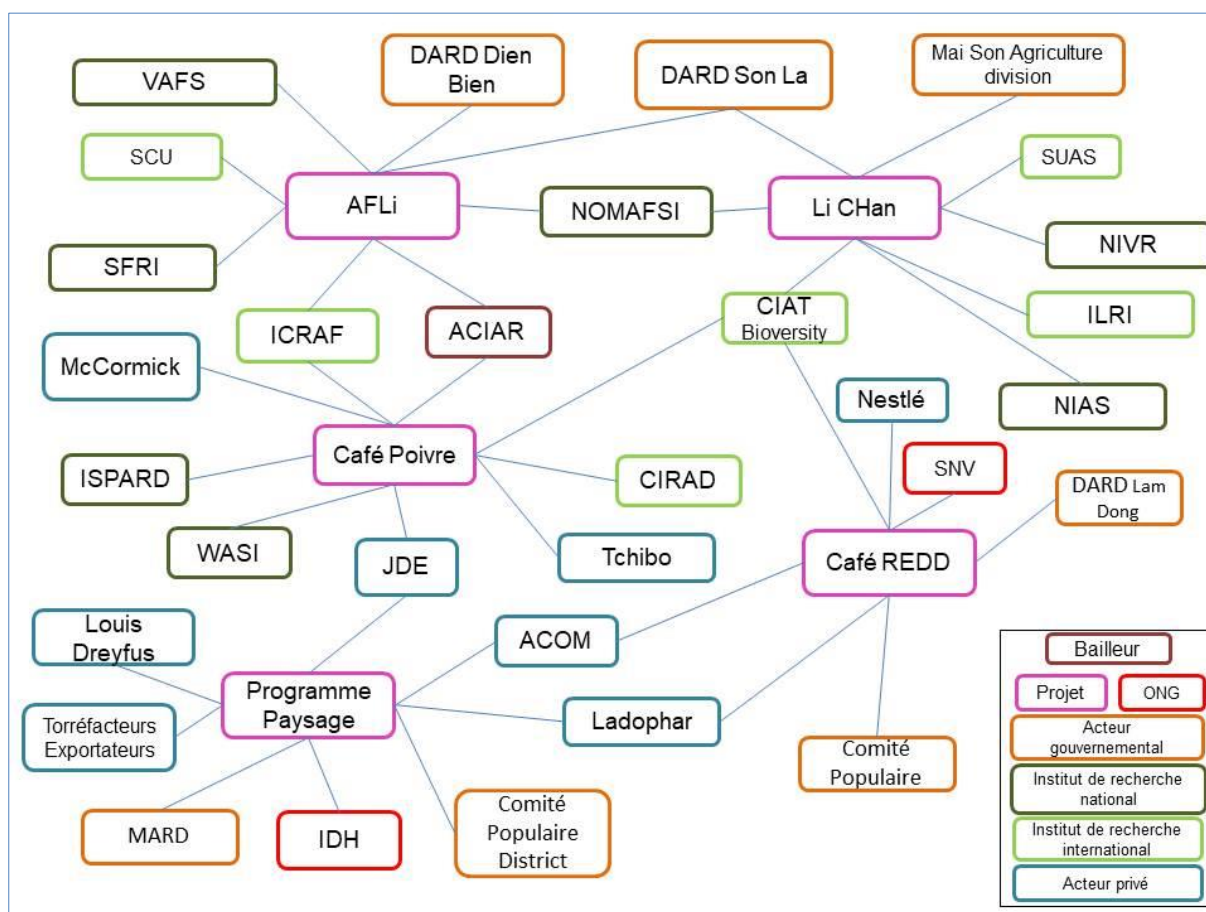 VAFS
DARD Dien
Bien
DARD Son La
Mai Son Agriculture
division
SCU
SUAS
AFLi
NOMAFSI
Li CHan
SFRI
NIVR
ICRAF
ACIAR
CIAT
Bioversity
ILRI
McCormick
Nestlé
NIAS
Café Poivre
ISPARD
CIRAD
SNV
DARD Lam
Dong
WASI
JDE
Tchibo
Café REDD
Louis
Dreyfus
ACOM
Programme
Paysage
Torréfacteurs
Exportateurs
Ladophar
Comité
Populaire
MARD
IDH
Comité
Populaire
District
Bailleur
Projet
ONG
Acteur
gouvernemental
Institut de recherche
national
Institut de recherche
international
Acteur privé